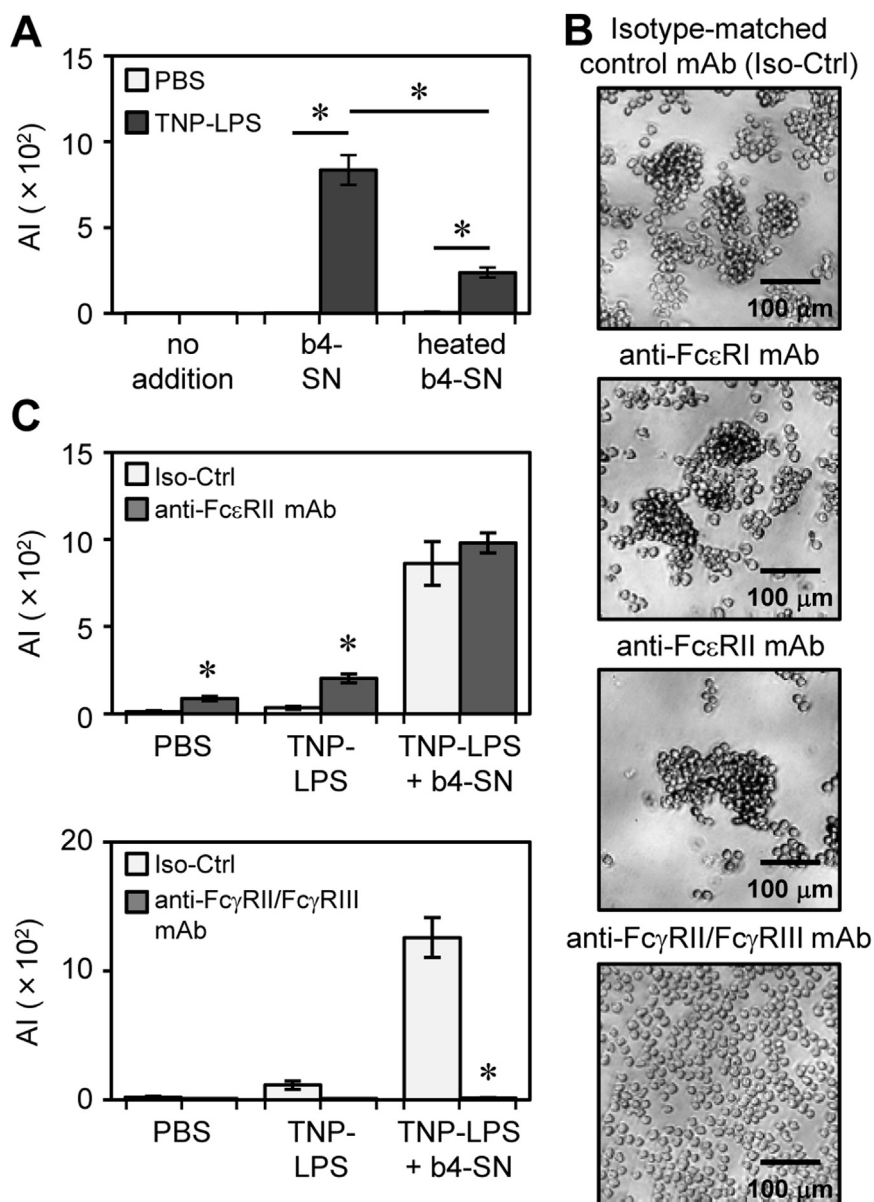 A
15
10
5
0
AI ( × 10²)
PBS
TNP-LPS
*
*
*
no
addition
b4-
SN
heated
b4-SN
B
Isotype-matched
control mAb (Iso-Ctrl)
100 μm
anti-FcεRI mAb
100 μm
anti-FcεRII mAb
100 μm
anti-FcγRII/FcγRIII mAb
100 μm
C
15
10
5
0
AI ( × 10²)
Iso-Ctrl
anti-FcεRII mAb
*
*
PBS
TNP-
LPS
TNP-LPS
+ b4-SN
20
10
0
AI ( × 10²)
Iso-Ctrl
anti-FcγRII/FcγRIII
mAb
*
PBS
TNP-
LPS
TNP-LPS
+ b4-SN